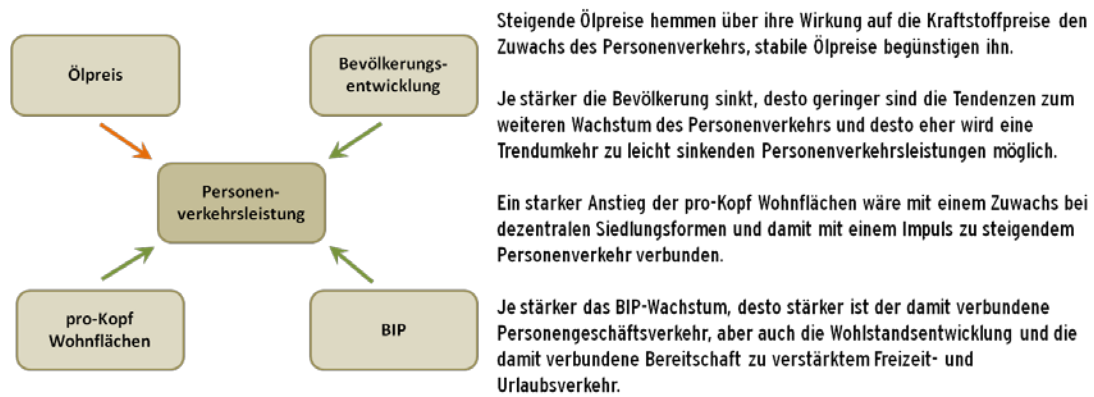 Ölpreis
Bevölkerungs-
entwicklung
Personen-
verkehrsleistung
pro-Kopf
Wohnflächen
BIP
Steigende Ölpreise hemmen über ihre Wirkung auf die Kraftstoffpreise den
Zuwachs des Personenverkehrs, stabile Ölpreise begünstigen ihn.
Je stärker die Bevölkerung sinkt, desto geringer sind die Tendenzen zum
weiteren Wachstum des Personenverkehrs und desto eher wird eine
Trendumkehr zu leicht sinkenden Personenverkehrsleistungen möglich.
Ein starker Anstieg der pro-Kopf Wohnflächen wäre mit einem Zuwachs bei
dezentralen Siedlungsformen und damit mit einem Impuls zu steigendem
Personenverkehr verbunden.
Je stärker das BIP-Wachstum, desto stärker ist der damit verbundene
Personengeschäftsverkehr, aber auch die Wohlstandsentwicklung und die
damit verbundene Bereitschaft zu verstärktem Freizeit- und
Urlaubsverkehr.